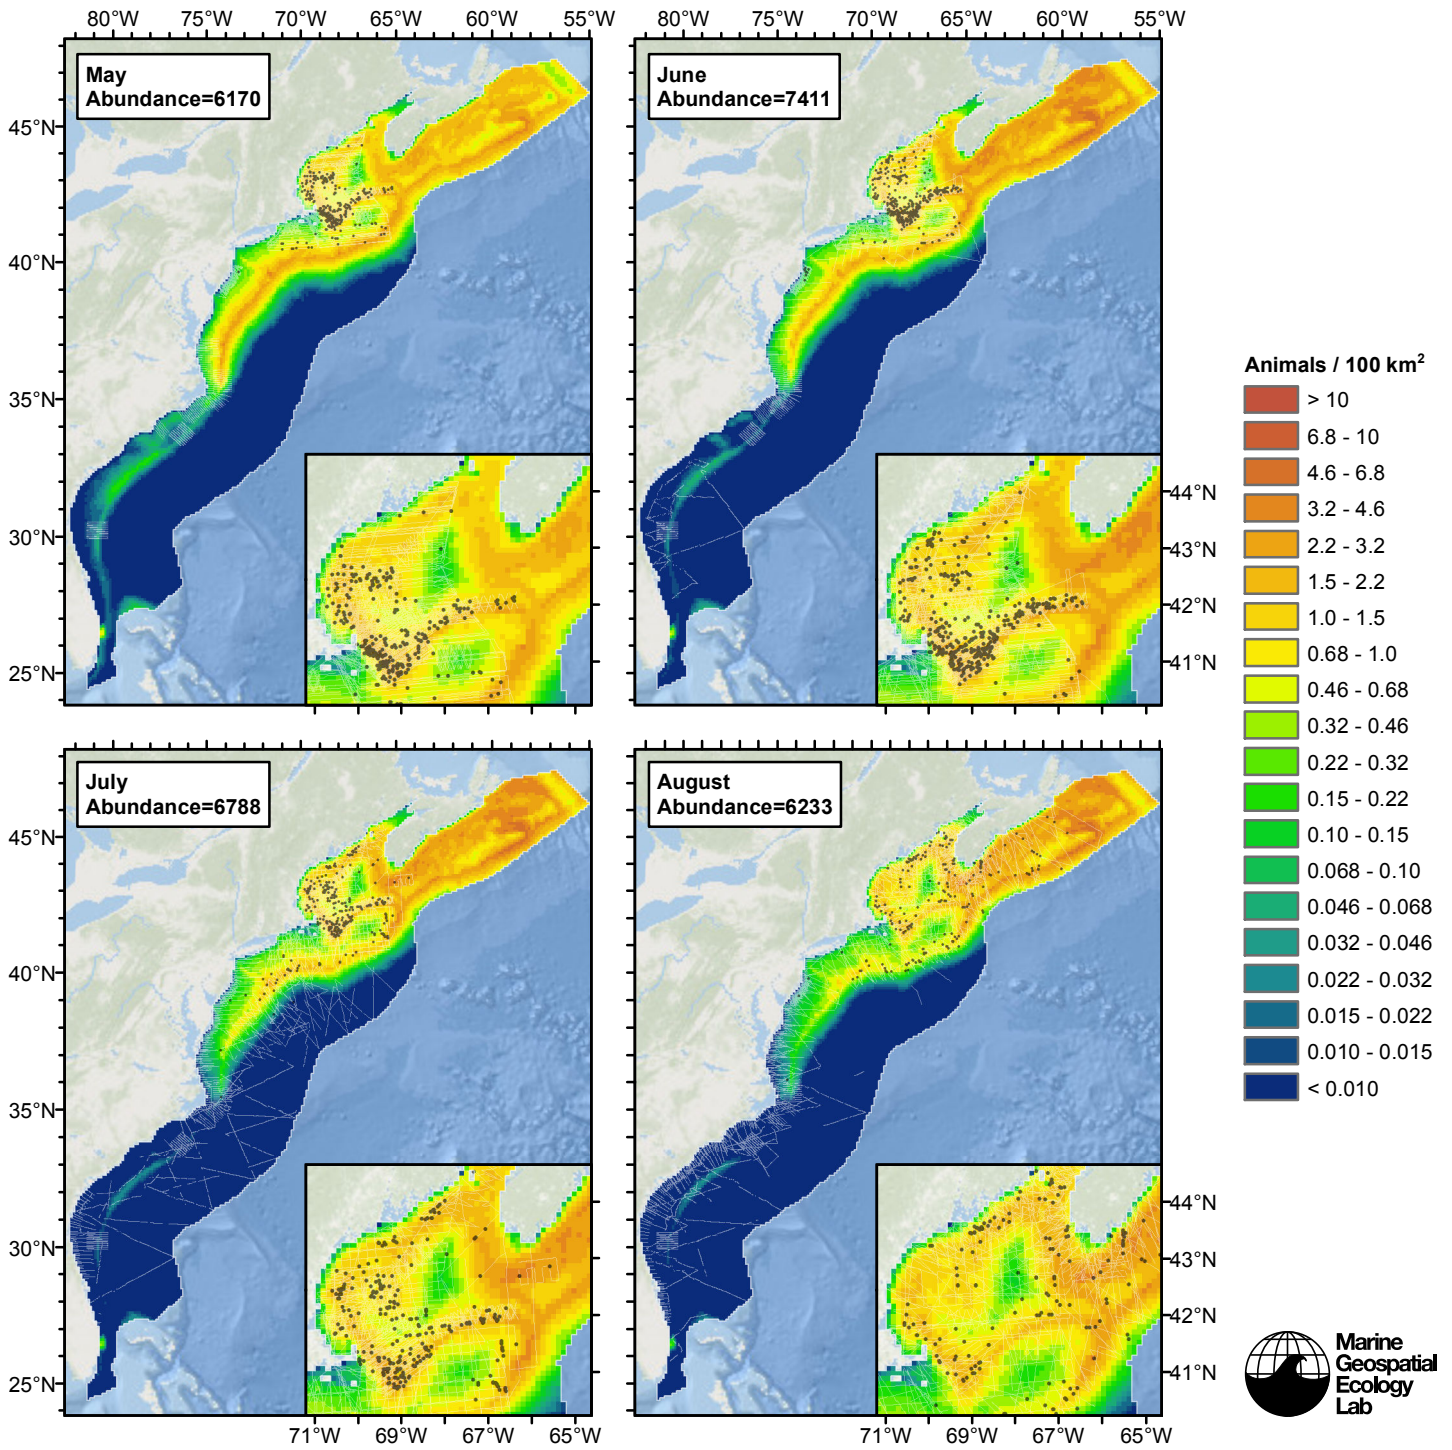 80°W 75°W 70°W 65°W 60°W 55°W
80°W 75°W 70°W 65°W 60°W 55°W
May
Abundance=6170
June
Abundance=7411
45°N
40°N
35°N
30°N
25°N
44°N
43°N
42°N
41°N
July
Abundance=6788
August
Abundance=6233
45°N
40°N
35°N
30°N
25°N
44°N
43°N
42°N
41°N
71°W 69°W 67°W 65°W
71°W 69°W 67°W 65°W
Animals / 100 km²
> 10
6.8 - 10
4.6 - 6.8
3.2 - 4.6
2.2 - 3.2
1.5 - 2.2
1.0 - 1.5
0.68 - 1.0
0.46 - 0.68
0.32 - 0.46
0.22 - 0.32
0.15 - 0.22
0.10 - 0.15
0.068 - 0.10
0.046 - 0.068
0.032 - 0.046
0.022 - 0.032
0.015 - 0.022
0.010 - 0.015
< 0.010
Marine
Geospatial
Ecology
Lab